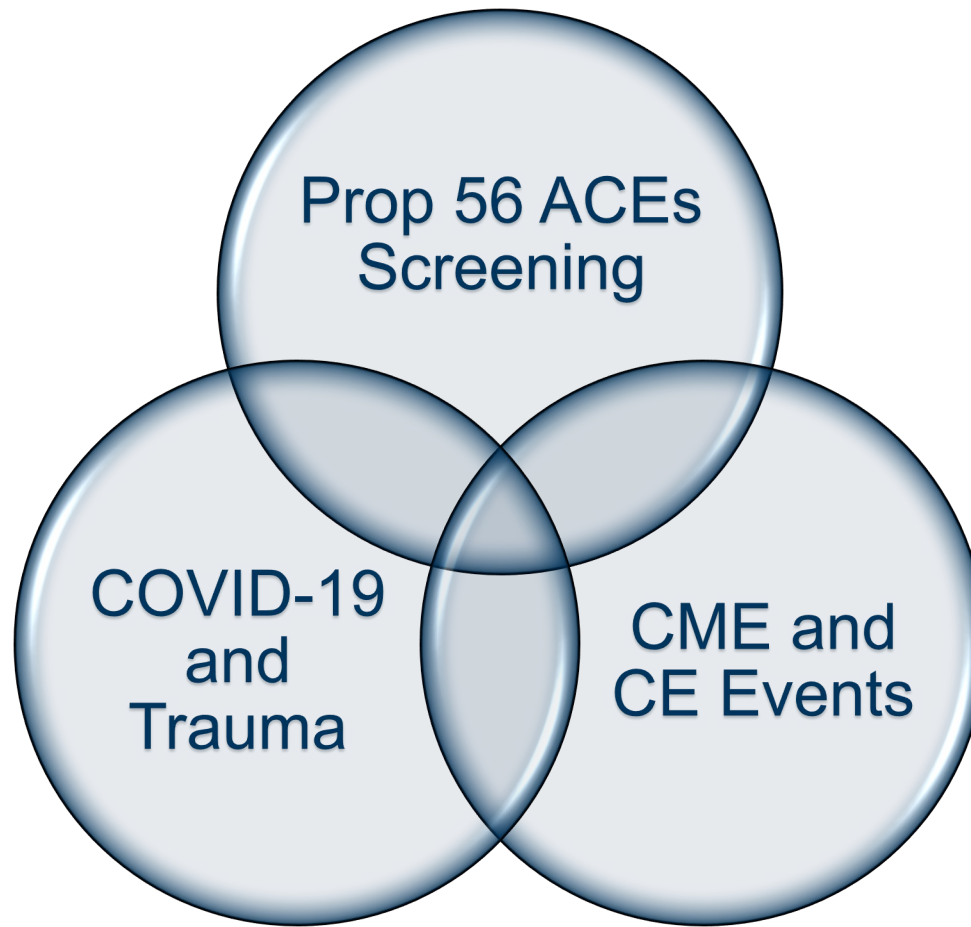 Prop 56 ACEs
Screening
COVID-19
and
Trauma
CME and
CE Events